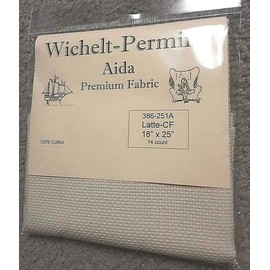 Wichelt-Permin
Aida
Premium Fabric
386-251A
Latte-CF
18" x 25"
14 count
100% Cotton